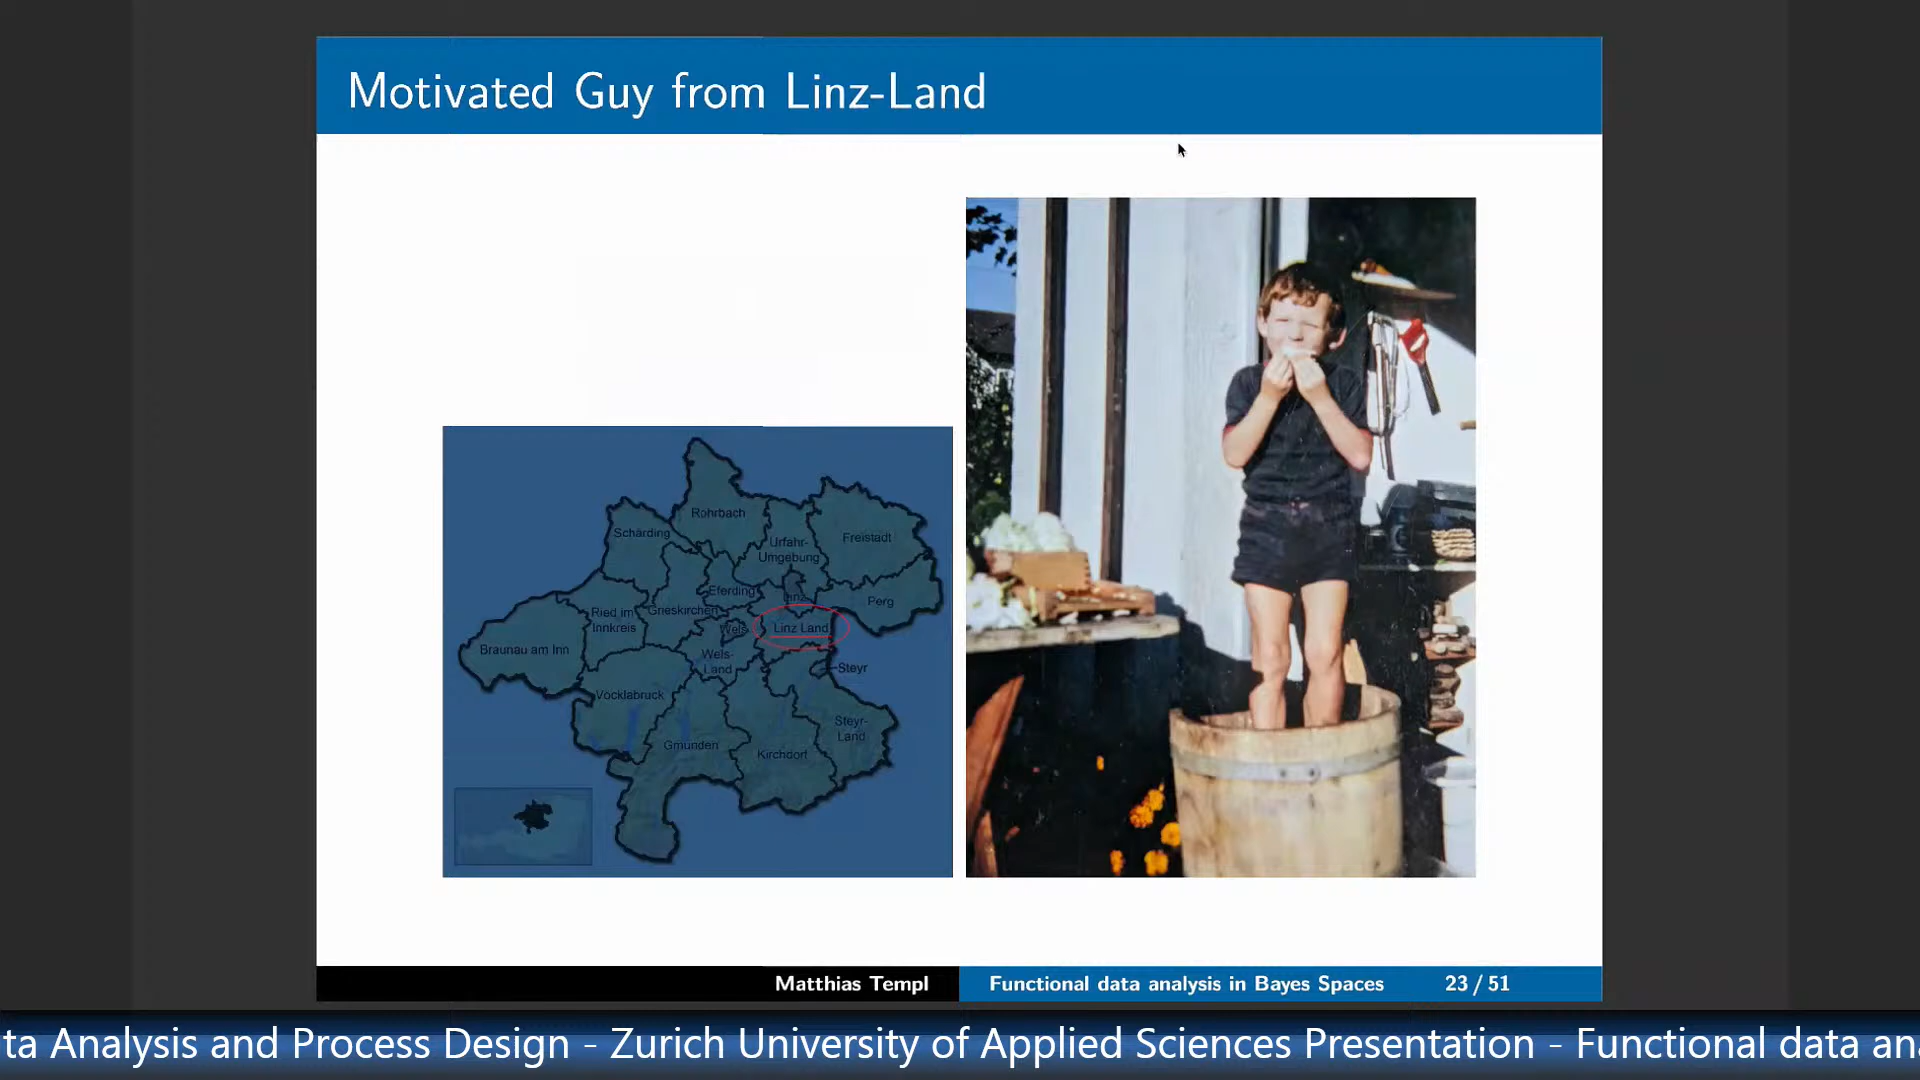 Motivated Guy from Linz-Land
Rohrbach
Schärding
Freistadt
Urfahr-
Umgebung
Eferding
Linz
Perg
Ried im
Innkreis
Grieskirchen
Wels
Linz Land
Braunau am Inn
Wels-
Land
Steyr
Vöcklabruck
Steyr-
Land
Gmunden
Kirchdorf
Matthias Templ
Functional data analysis in Bayes Spaces
23 / 51
ta Analysis and Process Design - Zurich University of Applied Sciences Presentation - Functional data an